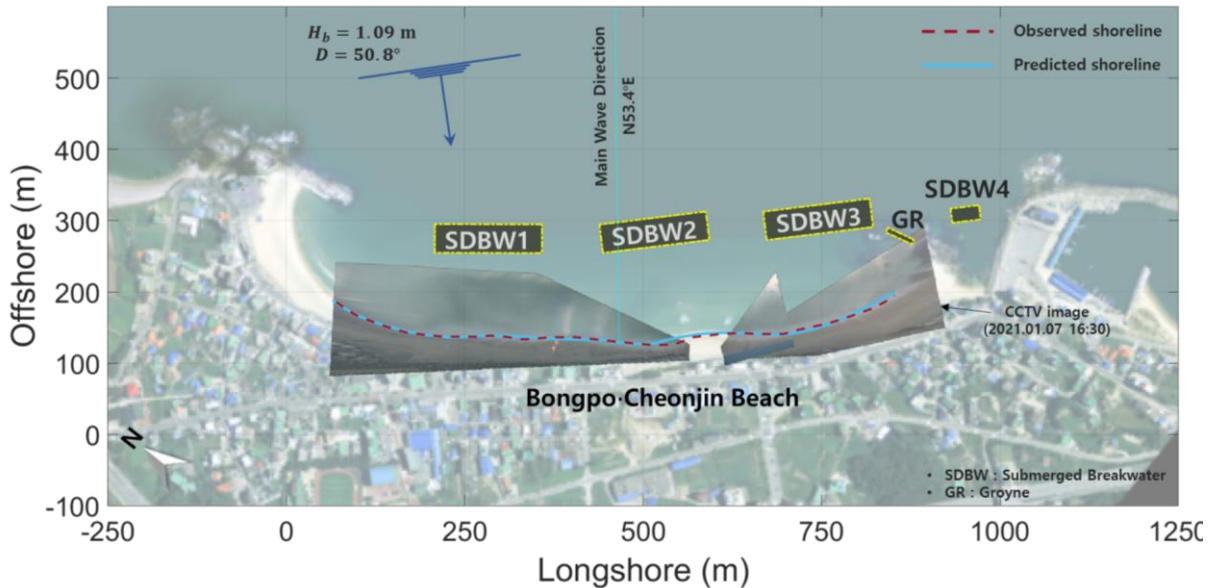 H_b = 1.09 m
D = 50.8°
Main Wave Direction
N53.4°E
Observed shoreline
Predicted shoreline
500
400
300
200
100
0
-100
Offshore (m)
SDBW1
SDBW2
SDBW3
GR
SDBW4
CCTV image
(2021.01.07 16:30)
Bongpo·Cheonjin Beach
N
• SDBW : Submerged Breakwater
• GR : Groyne
-250
0
250
500
750
1000
1250
Longshore (m)